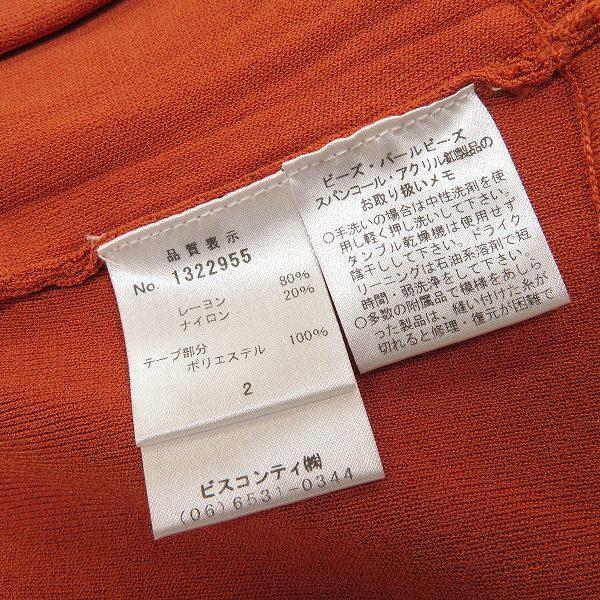 品質表示
No. 1322955
レーヨン 80%
ナイロン 20%
テープ部分
ポリエステル 100%
2
ビスコンティ㈱
(06)6531-0344
ビーズ・パールビーズ
スパンコール・アクリル釦製品の
お取り扱いメモ
○手洗いの場合は中性洗剤を使
用し軽く押し洗いして下さい。
タンブル乾燥機は使用せず
陰干しして下さい。ドライク
リーニングは石油系溶剤で短
時間・弱洗浄をして下さい。
○多数の附属品で模様をあしら
った製品は、縫い付けた糸が
切れると修理・復元が困難で